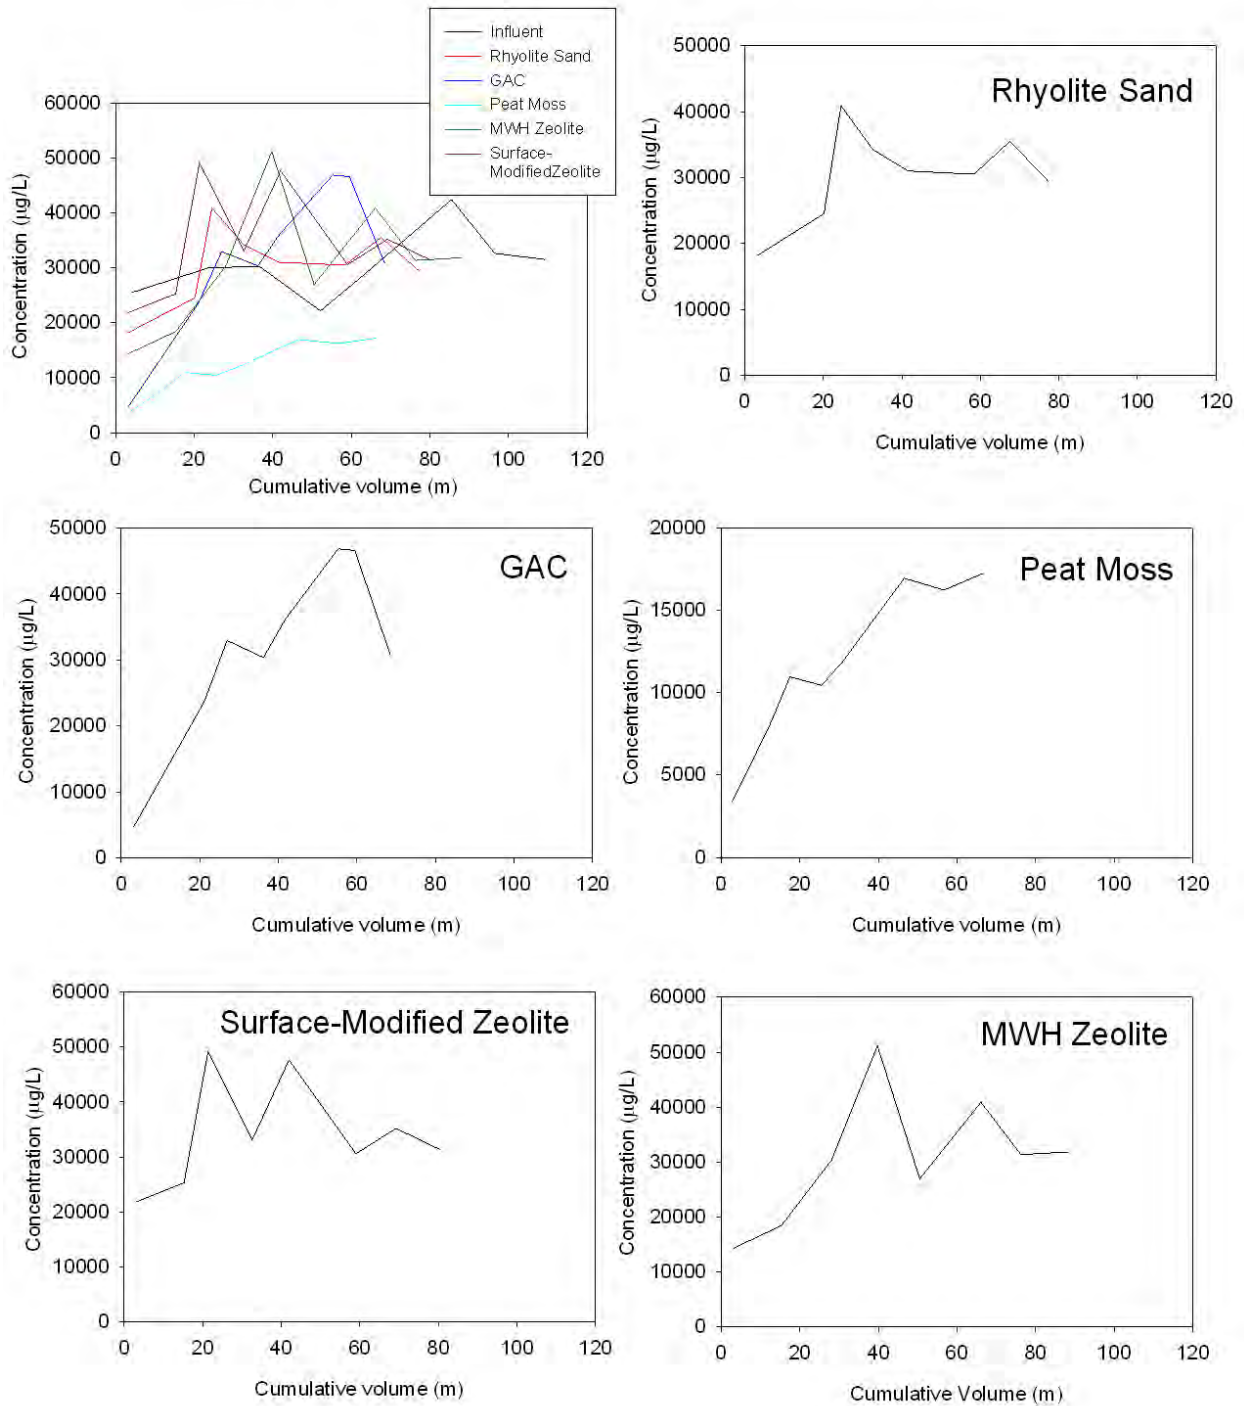 Influent
Rhyolite Sand
GAC
Peat Moss
MWH Zeolite
Surface-
ModifiedZeolite
60000
50000
40000
30000
20000
10000
0
Concentration (µg/L)
0 20 40 60 80 100 120
Cumulative volume (m)
Rhyolite Sand
50000
40000
30000
20000
10000
0
Concentration (µg/L)
0 20 40 60 80 100 120
Cumulative volume (m)
GAC
50000
40000
30000
20000
10000
0
Concentration (µg/L)
0 20 40 60 80 100 120
Cumulative volume (m)
Peat Moss
20000
15000
10000
5000
0
Concentration (µg/L)
0 20 40 60 80 100 120
Cumulative volume (m)
Surface-Modified Zeolite
60000
50000
40000
30000
20000
10000
0
Concentration (µg/L)
0 20 40 60 80 100 120
Cumulative volume (m)
MWH Zeolite
60000
50000
40000
30000
20000
10000
0
Concentration (µg/L)
0 20 40 60 80 100 120
Cumulative Volume (m)